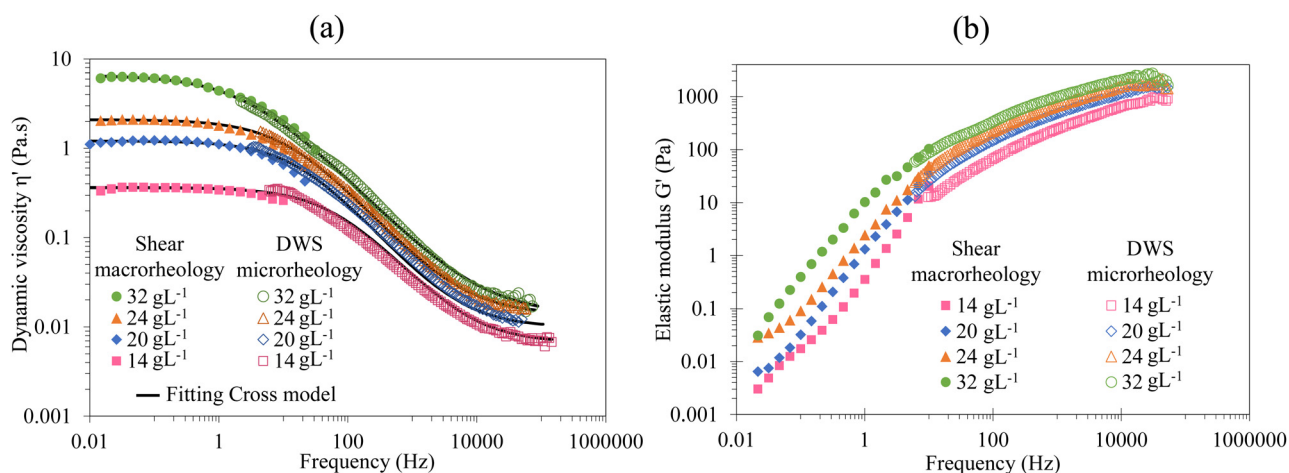 (a)
10
1
0.1
0.01
0.001
Dynamic viscosity η' (Pa.s)
Shear DWS
macrorheology microrheology
32 gL⁻¹ 32 gL⁻¹
24 gL⁻¹ 24 gL⁻¹
20 gL⁻¹ 20 gL⁻¹
14 gL⁻¹ 14 gL⁻¹
Fitting Cross model
0.01 1 100 10000 1000000
Frequency (Hz)
(b)
1000
100
10
1
0.1
0.01
0.001
Elastic modulus G' (Pa)
Shear DWS
macrorheology microrheology
14 gL⁻¹ 14 gL⁻¹
20 gL⁻¹ 20 gL⁻¹
24 gL⁻¹ 24 gL⁻¹
32 gL⁻¹ 32 gL⁻¹
0.01 1 100 10000 1000000
Frequency (Hz)